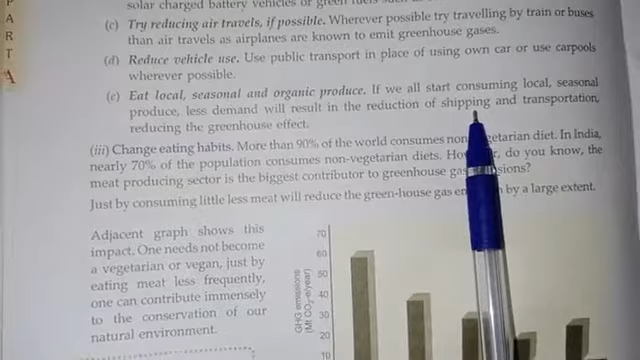 P
A
R
T
A
solar charged battery vehicles or green fuels such as
(c) Try reducing air travels, if possible. Wherever possible try travelling by train or buses
than air travels as airplanes are known to emit greenhouse gases.
(d) Reduce vehicle use. Use public transport in place of using own car or use carpools
wherever possible.
(e) Eat local, seasonal and organic produce. If we all start consuming local, seasonal
produce, less demand will result in the reduction of shipping and transportation,
reducing the greenhouse effect.
(iii) Change eating habits. More than 90% of the world consumes non getarian diet. In India,
nearly 70% of the population consumes non-vegetarian diets. Ho r, do you know, the
meat producing sector is the biggest contributor to greenhouse gas sions?
Just by consuming little less meat will reduce the green-house gas en by a large extent.
Adjacent graph shows this
impact. One needs not become
a vegetarian or vegan, just by
eating meat less frequently,
one can contribute immensely
to the conservation of our
natural environment.
GHG emissions
(Mt CO2-e/year)
70
60
50
40
30
20
10